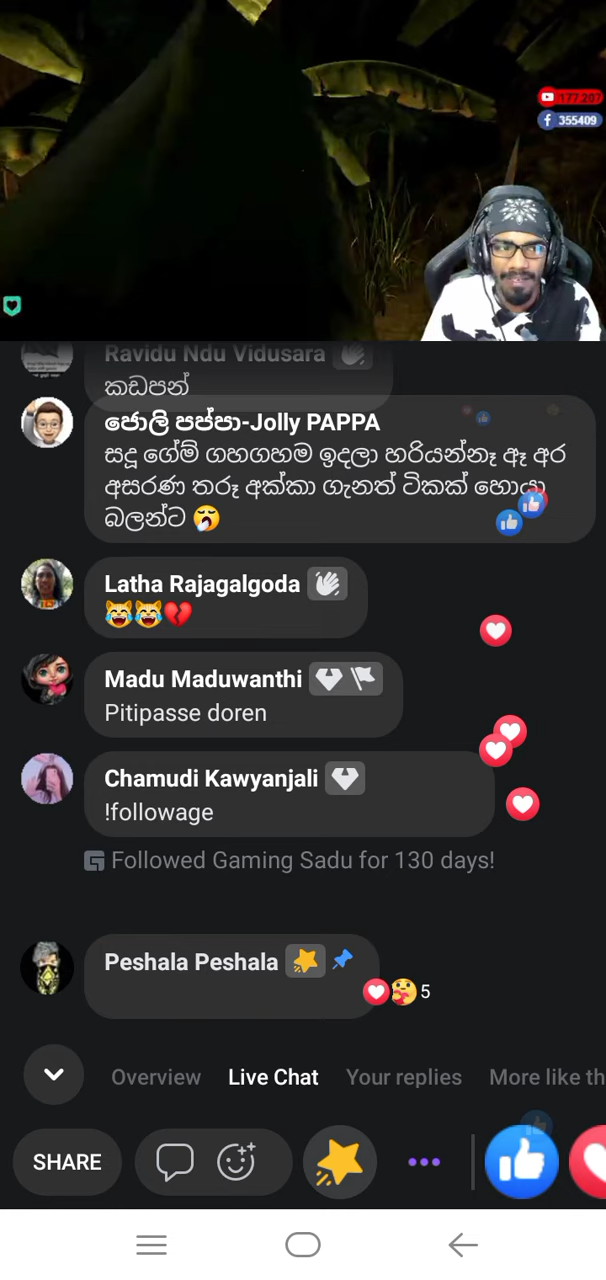 177.207
355409
Ravidu Ndu Vidusara
කඩපන්
ජොලි පප්පා-Jolly PAPPA
සදූ ගේම් ගහගහම ඉදලා හරියන්නෑ ඈ අර
අසරණ තරූ අක්කා ගැනත් ටිකක් හොයා
බලන්ට
Latha Rajagalgoda
Madu Maduwanthi
Pitipasse doren
Chamudi Kawyanjali
!followage
Followed Gaming Sadu for 130 days!
Peshala Peshala
5
Overview Live Chat Your replies More like th
SHARE